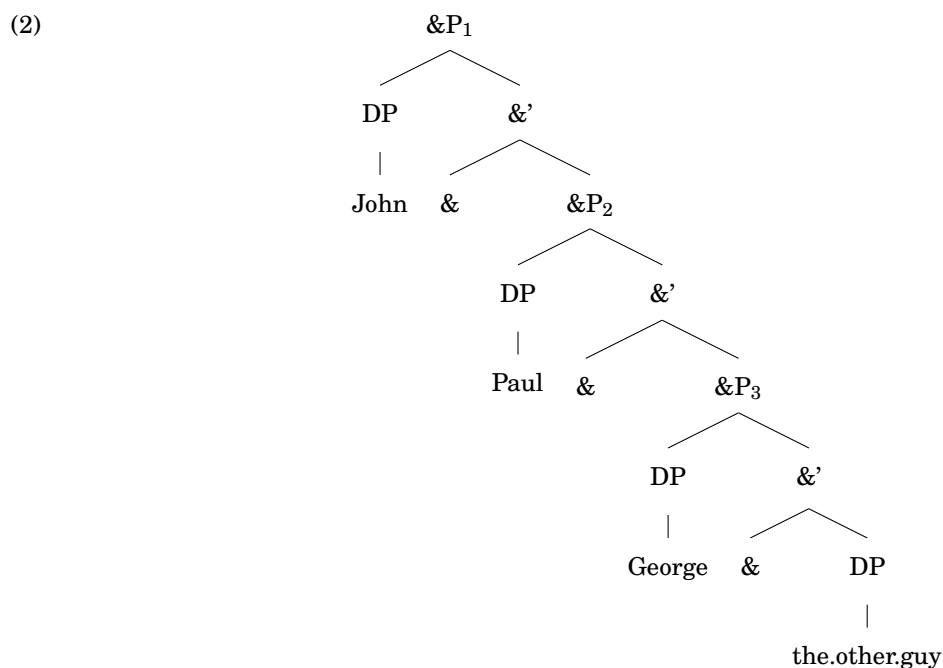 (2)
&P1
DP &’
John & &P2
DP &’
Paul & &P3
DP &’
George & DP
the.other.guy